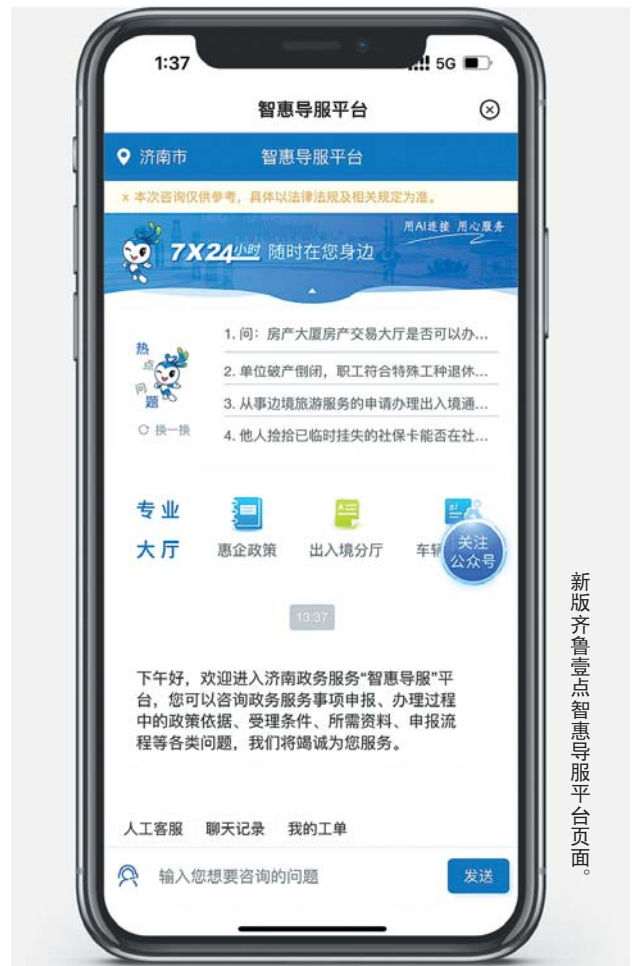 1:37
5G
智惠导服平台
济南市
智惠导服平台
x 本次咨询仅供参考，具体以法律法规及相关规定为准。
用AI连接 用心服务
7X24小时 随时在您身边
热点问题
换一换
1. 问：房产大厦房产交易大厅是否可以办...
2. 单位破产倒闭，职工符合特殊工种退休...
3. 从事边境旅游服务的申请办理出入境通...
4. 他人捡拾已临时挂失的社保卡能否在社...
专业
大厅
惠企政策
出入境分厅
车辆
关注
公众号
13:37
下午好，欢迎进入济南政务服务“智惠导服”平
台，您可以咨询政务服务事项申报、办理过程
中的政策依据、受理条件、所需资料、申报流
程等各类问题，我们将竭诚为您服务。
人工客服
聊天记录
我的工单
输入您想要咨询的问题
发送
新版齐鲁壹点智惠导服平台页面。